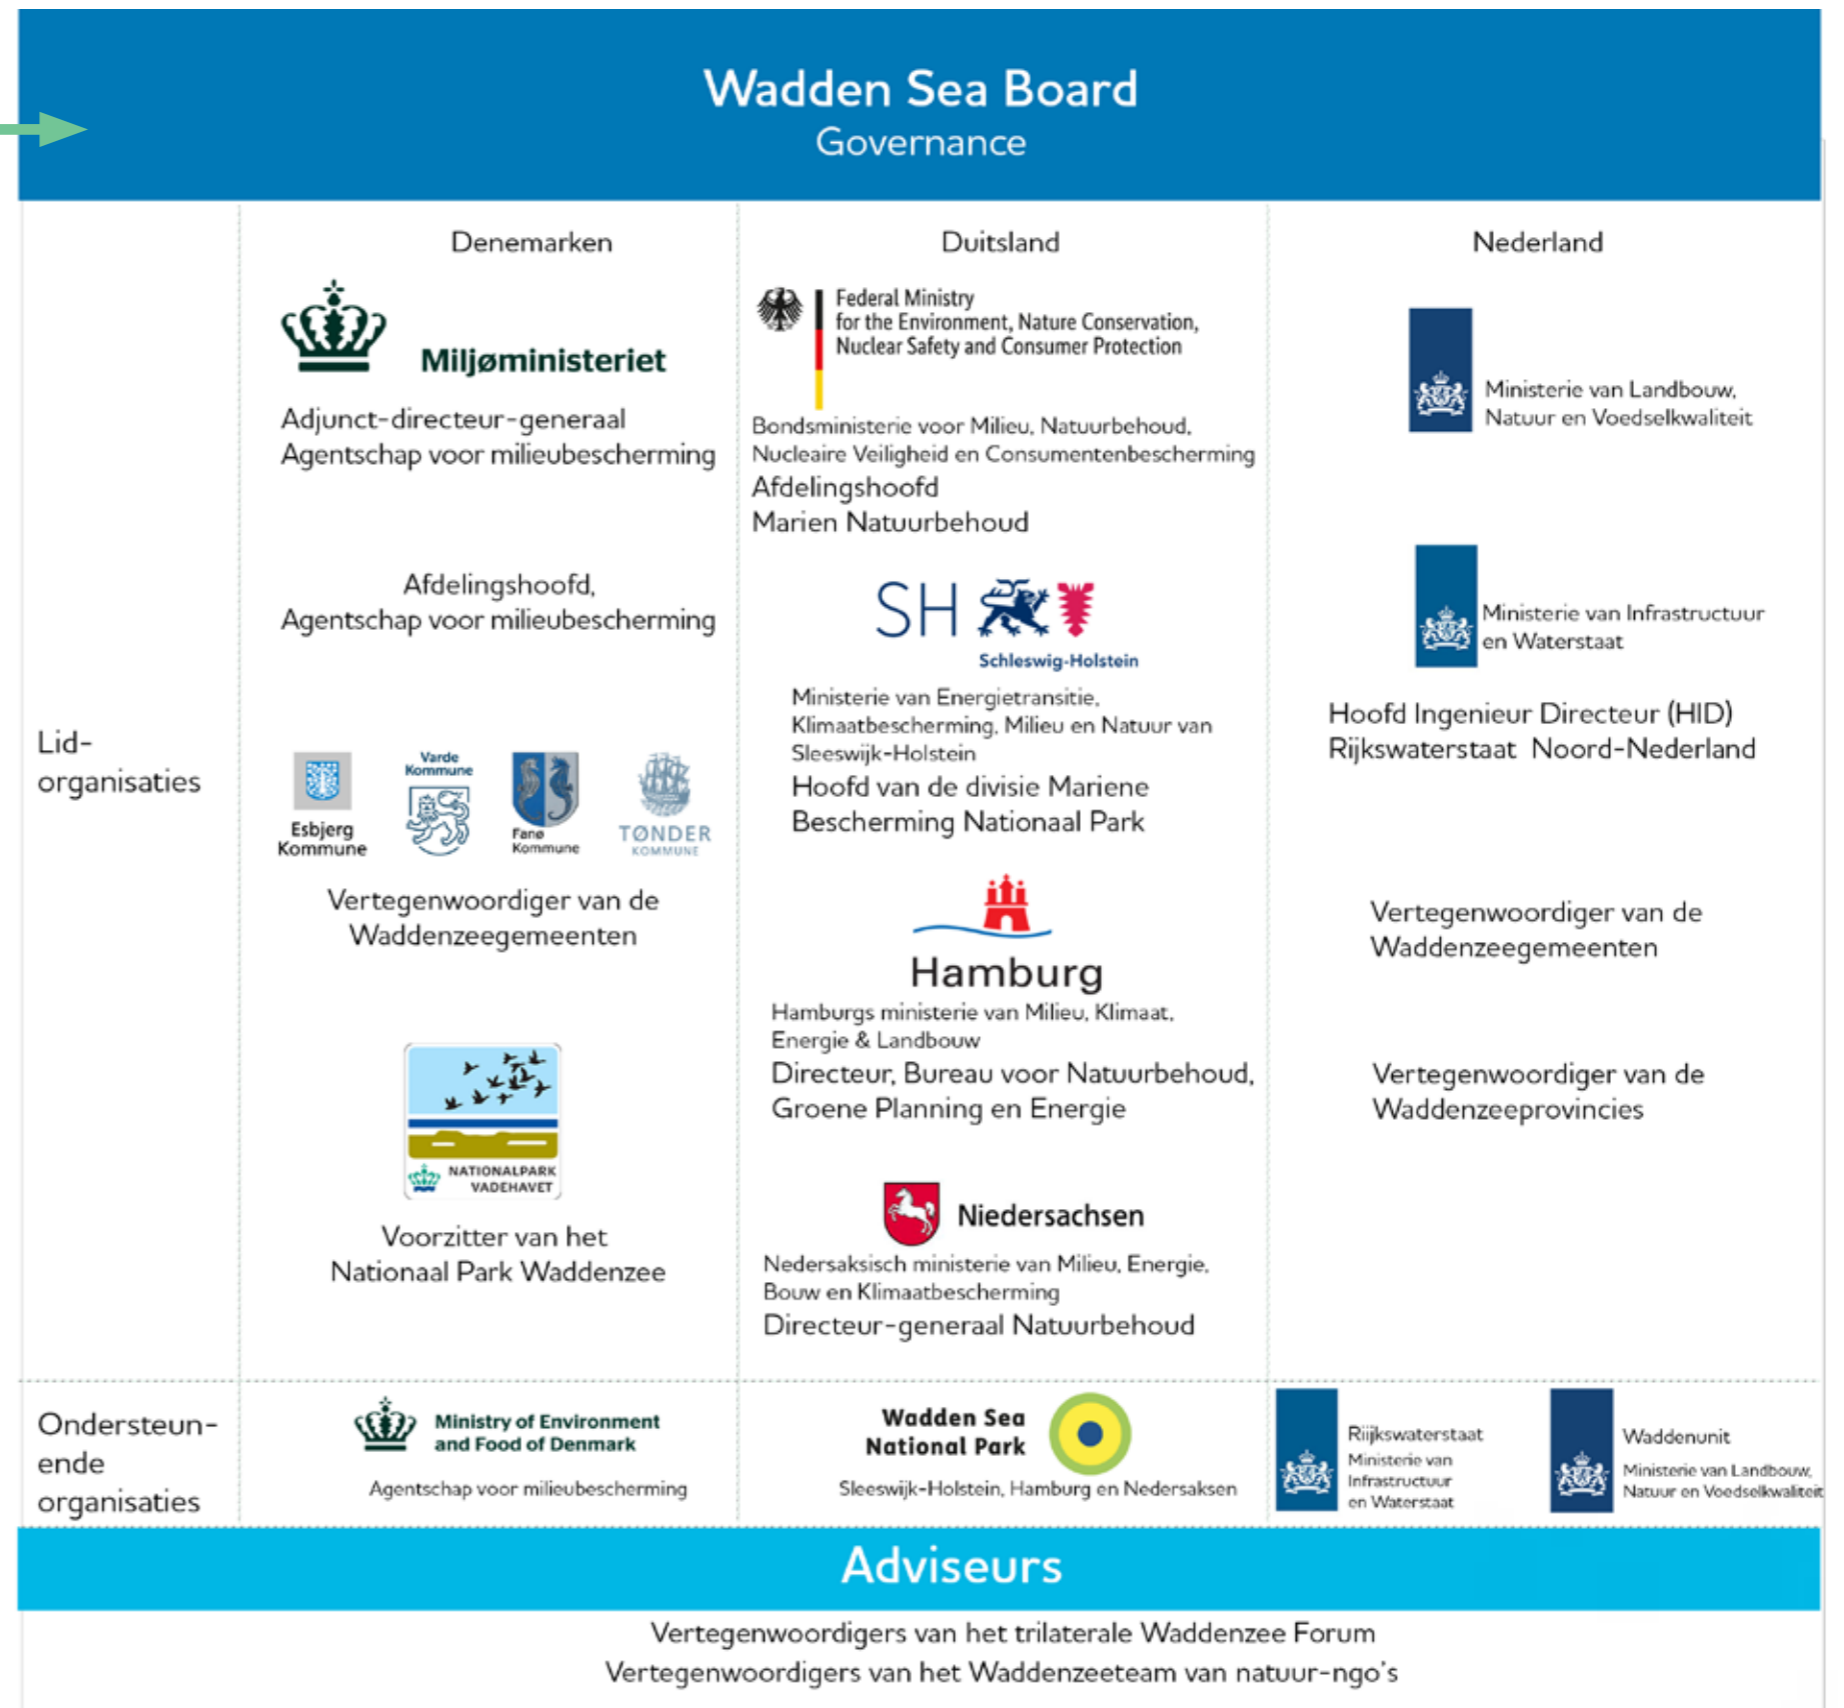 Wadden Sea Board
Governance
Lid-
organisaties
Denemarken
Miljøministeriet
Adjunct-directeur-generaal
Agentschap voor milieubescherming
Afdelingshoofd,
Agentschap voor milieubescherming
Esbjerg
Kommune
Varde
Kommune
Fanø
Kommune
TØNDER
KOMMUNE
Vertegenwoordiger van de
Waddenzeegemeenten
NATIONALPARK
VADEHAVET
Voorzitter van het
Nationaal Park Waddenzee
Duitsland
Federal Ministry
for the Environment, Nature Conservation,
Nuclear Safety and Consumer Protection
Bondsministerie voor Milieu, Natuurbehoud,
Nucleaire Veiligheid en Consumentenbescherming
Afdelingshoofd
Marien Natuurbehoud
SH
Schleswig-Holstein
Ministerie van Energietransitie,
Klimaatbescherming, Milieu en Natuur van
Sleeswijk-Holstein
Hoofd van de divisie Mariene
Bescherming Nationaal Park
Hamburg
Hamburgs ministerie van Milieu, Klimaat,
Energie & Landbouw
Directeur, Bureau voor Natuurbehoud,
Groene Planning en Energie
Niedersachsen
Nedersaksisch ministerie van Milieu, Energie,
Bouw en Klimaatbescherming
Directeur-generaal Natuurbehoud
Nederland
Ministerie van Landbouw,
Natuur en Voedselkwaliteit
Ministerie van Infrastructuur
en Waterstaat
Hoofd Ingenieur Directeur (HID)
Rijkswaterstaat Noord-Nederland
Vertegenwoordiger van de
Waddenzeegemeenten
Vertegenwoordiger van de
Waddenzeeprovincies
Ondersteun-
ende
organisaties
Ministry of Environment
and Food of Denmark
Agentschap voor milieubescherming
Wadden Sea
National Park
Sleeswijk-Holstein, Hamburg en Nedersaksen
Riijkswaterstaat
Ministerie van
Infrastructuur
en Waterstaat
Waddenunit
Ministerie van Landbouw,
Natuur en Voedselkwaliteit
Adviseurs
Vertegenwoordigers van het trilaterale Waddenzee Forum
Vertegenwoordigers van het Waddenzeeteam van natuur-ngo's